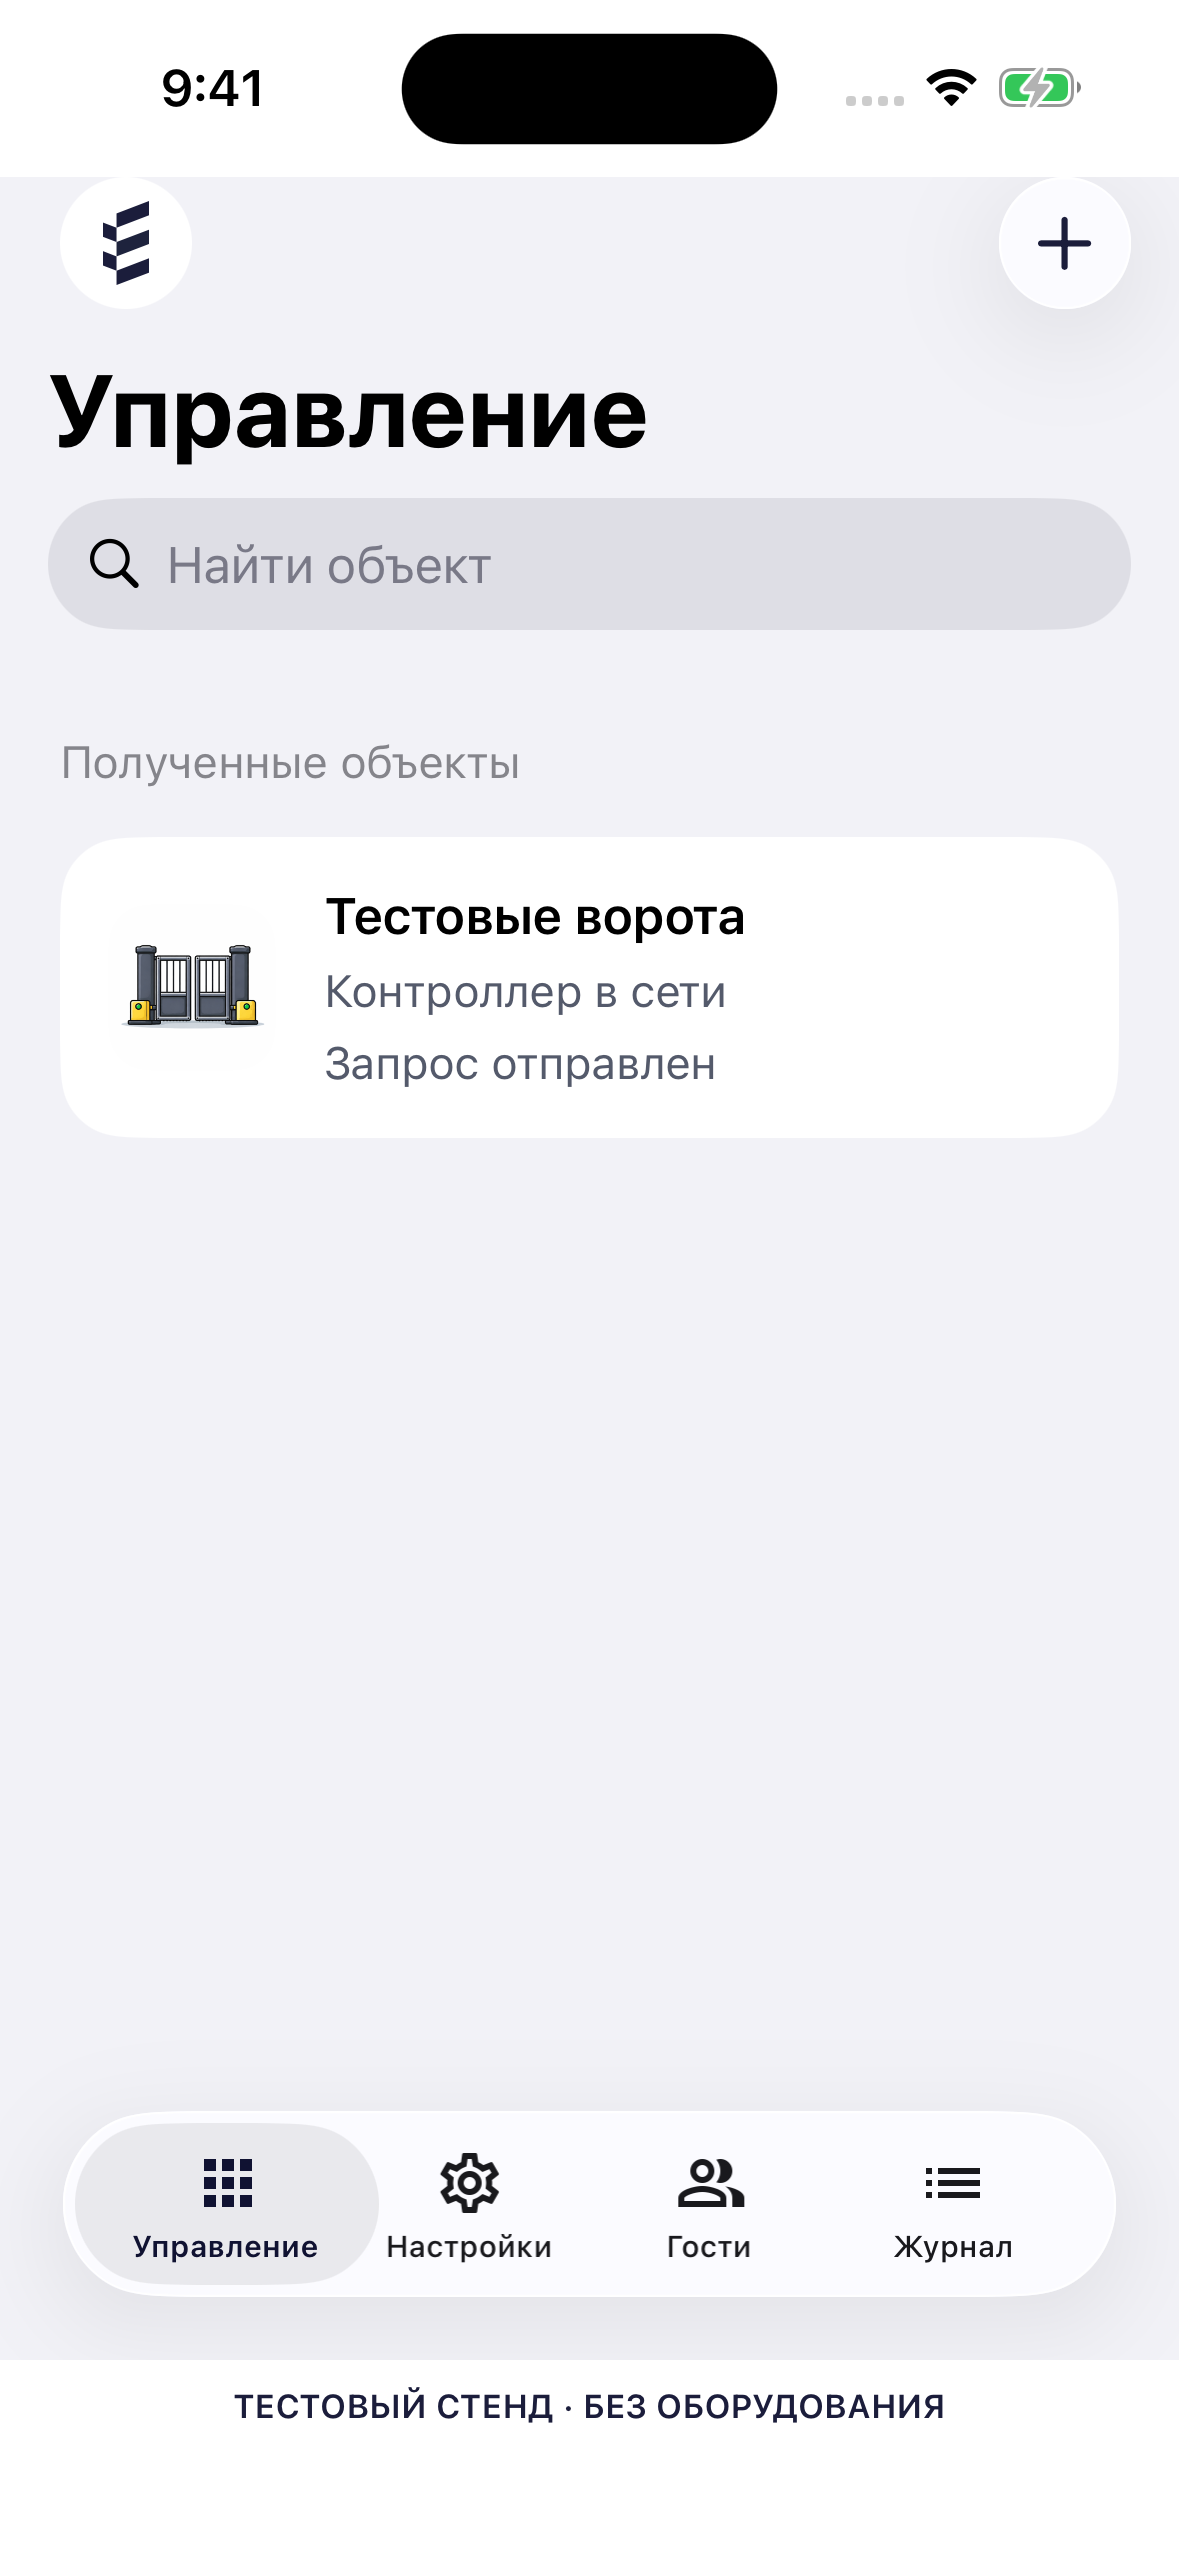 9:41
Управление
Найти объект
Полученные объекты
Тестовые ворота
Контроллер в сети
Запрос отправлен
Управление
Настройки
Гости
Журнал
ТЕСТОВЫЙ СТЕНД · БЕЗ ОБОРУДОВАНИЯ